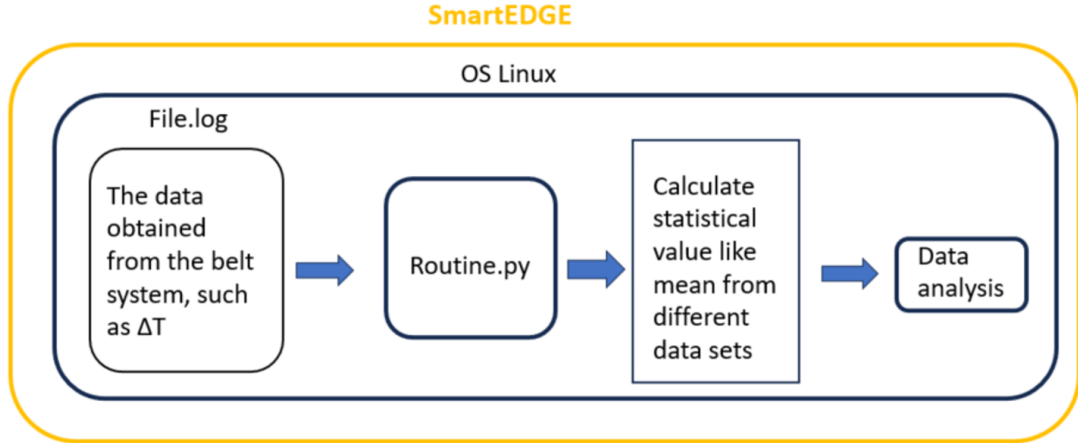 SmartEDGE
OS Linux
File.log
The data
obtained
from the belt
system, such
as ΔT
Routine.py
Calculate
statistical
value like
mean from
different
data sets
Data
analysis